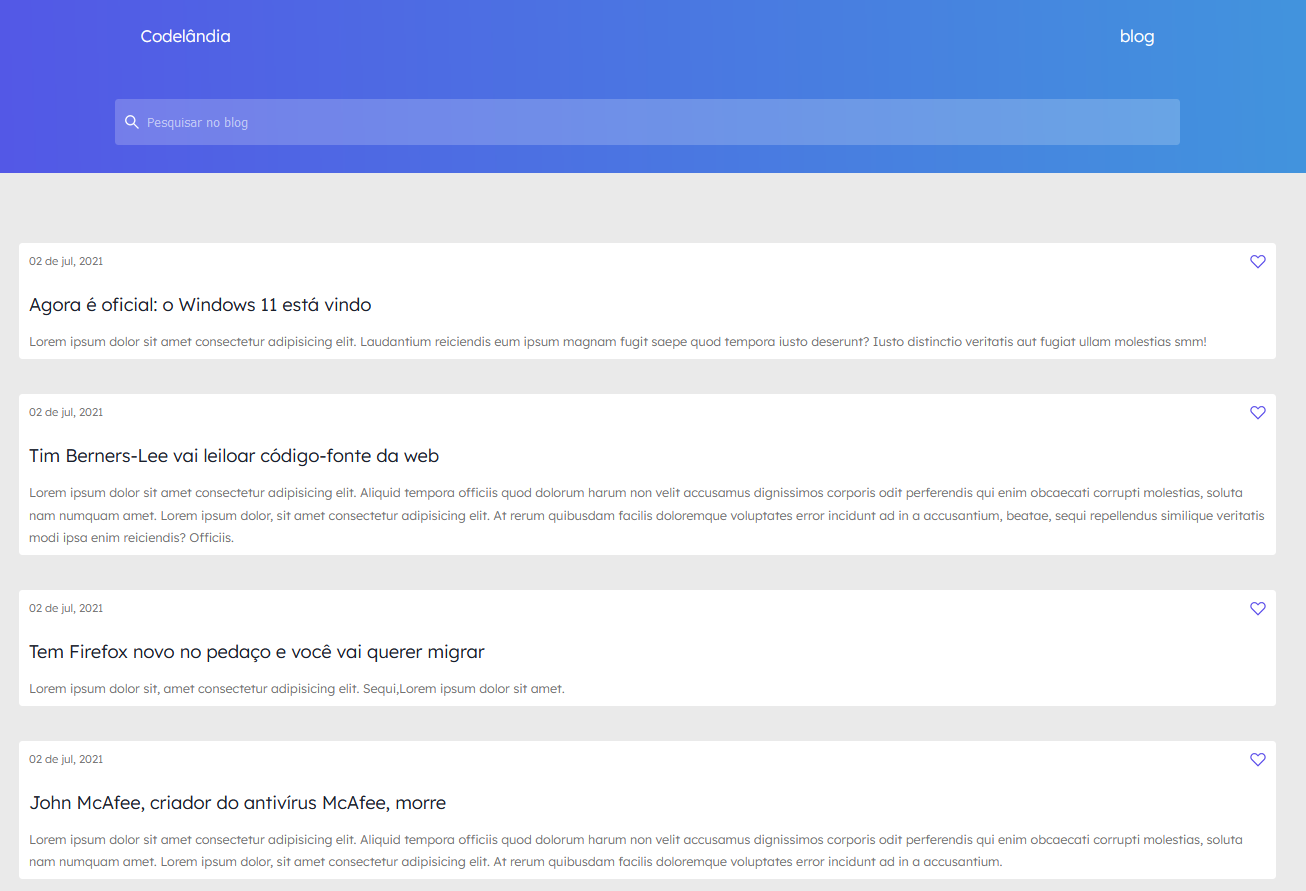 Codelândia
blog
Pesquisar no blog
02 de jul, 2021
Agora é oficial: o Windows 11 está vindo
Lorem ipsum dolor sit amet consectetur adipisicing elit. Laudantium reiciendis eum ipsum magnam fugit saepe quod tempora iusto deserunt? Iusto distinctio veritatis aut fugiat ullam molestias smm!
02 de jul, 2021
Tim Berners-Lee vai leiloar código-fonte da web
Lorem ipsum dolor sit amet consectetur adipisicing elit. Aliquid tempora officiis quod dolorum harum non velit accusamus dignissimos corporis odit perferendis qui enim obcaecati corrupti molestias, soluta
nam numquam amet. Lorem ipsum dolor, sit amet consectetur adipisicing elit. At rerum quibusdam facilis doloremque voluptates error incidunt ad in a accusantium, beatae, sequi repellendus similique veritatis
modi ipsa enim reiciendis? Officiis.
02 de jul, 2021
Tem Firefox novo no pedaço e você vai querer migrar
Lorem ipsum dolor sit, amet consectetur adipisicing elit. Sequi,Lorem ipsum dolor sit amet.
02 de jul, 2021
John McAfee, criador do antivírus McAfee, morre
Lorem ipsum dolor sit amet consectetur adipisicing elit. Aliquid tempora officiis quod dolorum harum non velit accusamus dignissimos corporis odit perferendis qui enim obcaecati corrupti molestias, soluta
nam numquam amet. Lorem ipsum dolor, sit amet consectetur adipisicing elit. At rerum quibusdam facilis doloremque voluptates error incidunt ad in a accusantium.